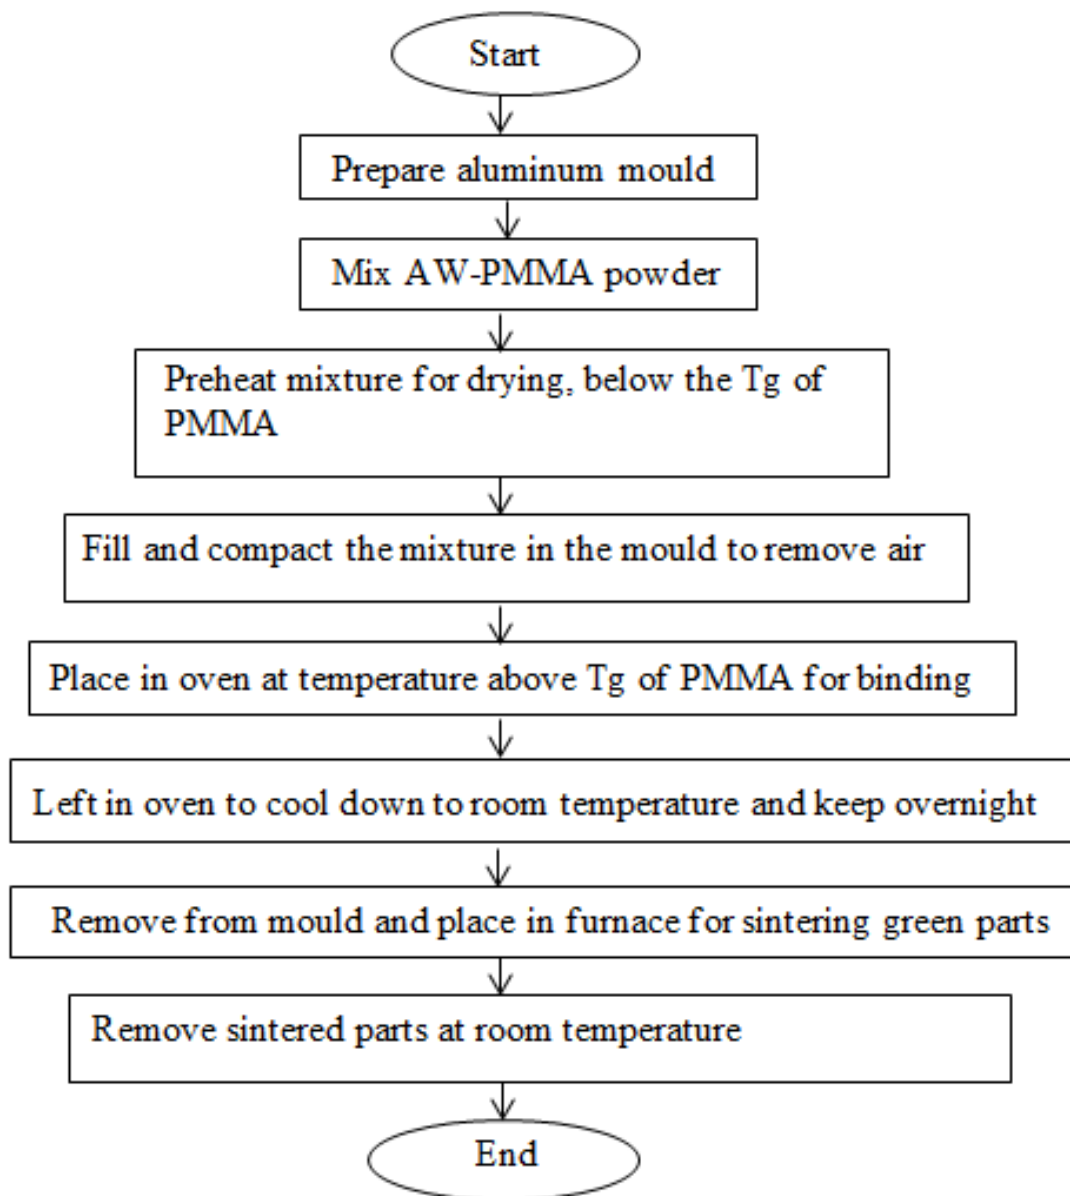 Start
Prepare aluminum mould
Mix AW-PMMA powder
Preheat mixture for drying, below the Tg of
PMMA
Fill and compact the mixture in the mould to remove air
Place in oven at temperature above Tg of PMMA for binding
Left in oven to cool down to room temperature and keep overnight
Remove from mould and place in furnace for sintering green parts
Remove sintered parts at room temperature
End